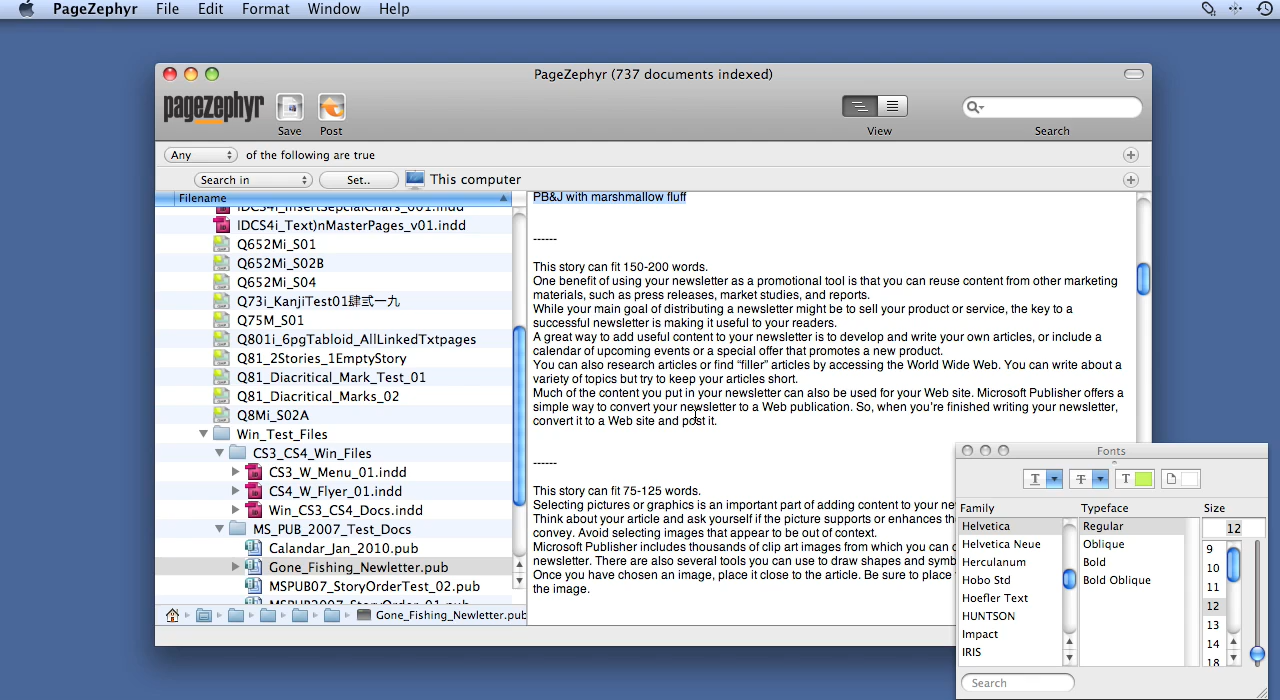 PageZephyr File Edit Format Window Help
PageZephyr (737 documents indexed)
pagezephyr
Save Post View Search
Any of the following are true
Search in Set.. This computer
Filename
IDCS4i_InsertSepcialChars_001.indd
IDCS4i_Text)nMasterPages_v01.indd
Q652Mi_S01
Q652Mi_S02B
Q652Mi_S04
Q73i_KanjiTest01肆弍一九
Q75M_S01
Q801i_6pgTabloid_AllLinkedTxtpages
Q81_2Stories_1EmptyStory
Q81_Diacritical_Mark_Test_01
Q81_Diacritical_Marks_02
Q8Mi_S02A
Win_Test_Files
CS3_CS4_Win_Files
CS3_W_Menu_01.indd
CS4_W_Flyer_01.indd
Win_CS3_CS4_Docs.indd
MS_PUB_2007_Test_Docs
Calandar_Jan_2010.pub
Gone_Fishing_Newletter.pub
MSPUB07_StoryOrderTest_02.pub
MSPUB2007_StoryOrder_01.pub
Gone_Fishing_Newletter.pub
PB&J with marshmallow fluff
------
This story can fit 150-200 words.
One benefit of using your newsletter as a promotional tool is that you can reuse content from other marketing
materials, such as press releases, market studies, and reports.
While your main goal of distributing a newsletter might be to sell your product or service, the key to a
successful newsletter is making it useful to your readers.
A great way to add useful content to your newsletter is to develop and write your own articles, or include a
calendar of upcoming events or a special offer that promotes a new product.
You can also research articles or find “filler” articles by accessing the World Wide Web. You can write about a
variety of topics but try to keep your articles short.
Much of the content you put in your newsletter can also be used for your Web site. Microsoft Publisher offers a
simple way to convert your newsletter to a Web publication. So, when you’re finished writing your newsletter,
convert it to a Web site and post it.
------
This story can fit 75-125 words.
Selecting pictures or graphics is an important part of adding content to your ne
Think about your article and ask yourself if the picture supports or enhances th
convey. Avoid selecting images that appear to be out of context.
Microsoft Publisher includes thousands of clip art images from which you can c
newsletter. There are also several tools you can use to draw shapes and symb
Once you have chosen an image, place it close to the article. Be sure to place
the image.
Fonts
T T T
Family Typeface Size
Helvetica Regular 12
Helvetica Neue Oblique 9
Herculanum Bold 10
Hobo Std Bold Oblique 11
Hoefler Text 12
HUNTSON 13
Impact 14
IRIS 18
Search